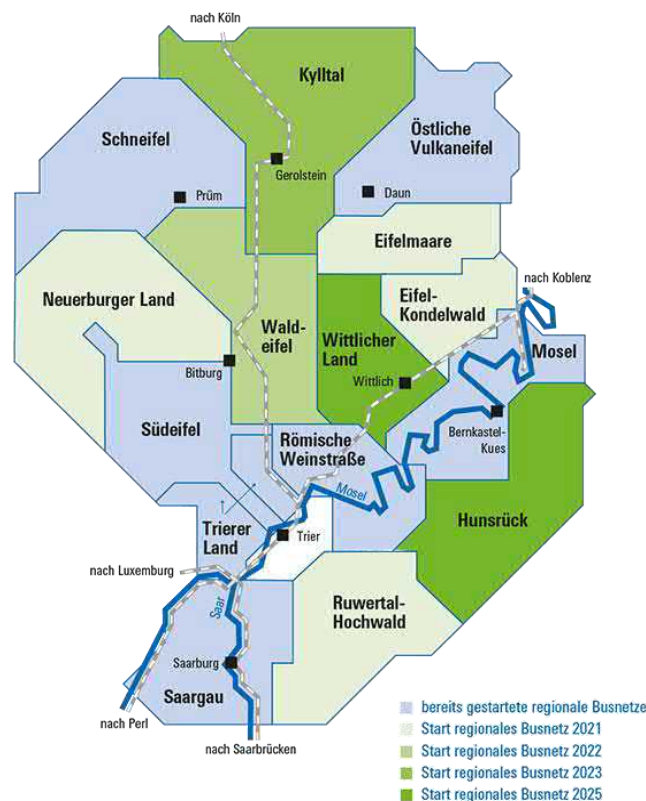 nach Köln
Kylltal
Schneifel
Östliche
Vulkaneifel
Gerolstein
Prüm
Daun
Eifelmaare
nach Koblenz
Neuerburger Land
Eifel-
Kondelwald
Wald-
eifel
Wittlicher
Land
Mosel
Bitburg
Wittlich
Südeifel
Römische
Weinstraße
Bernkastel-
Kues
Mosel
Trierer
Land
Trier
Hunsrück
nach Luxemburg
Saar
Ruwertal-
Hochwald
Saarburg
Saargau
nach Perl
nach Saarbrücken
bereits gestartete regionale Busnetze
Start regionales Busnetz 2021
Start regionales Busnetz 2022
Start regionales Busnetz 2023
Start regionales Busnetz 2025